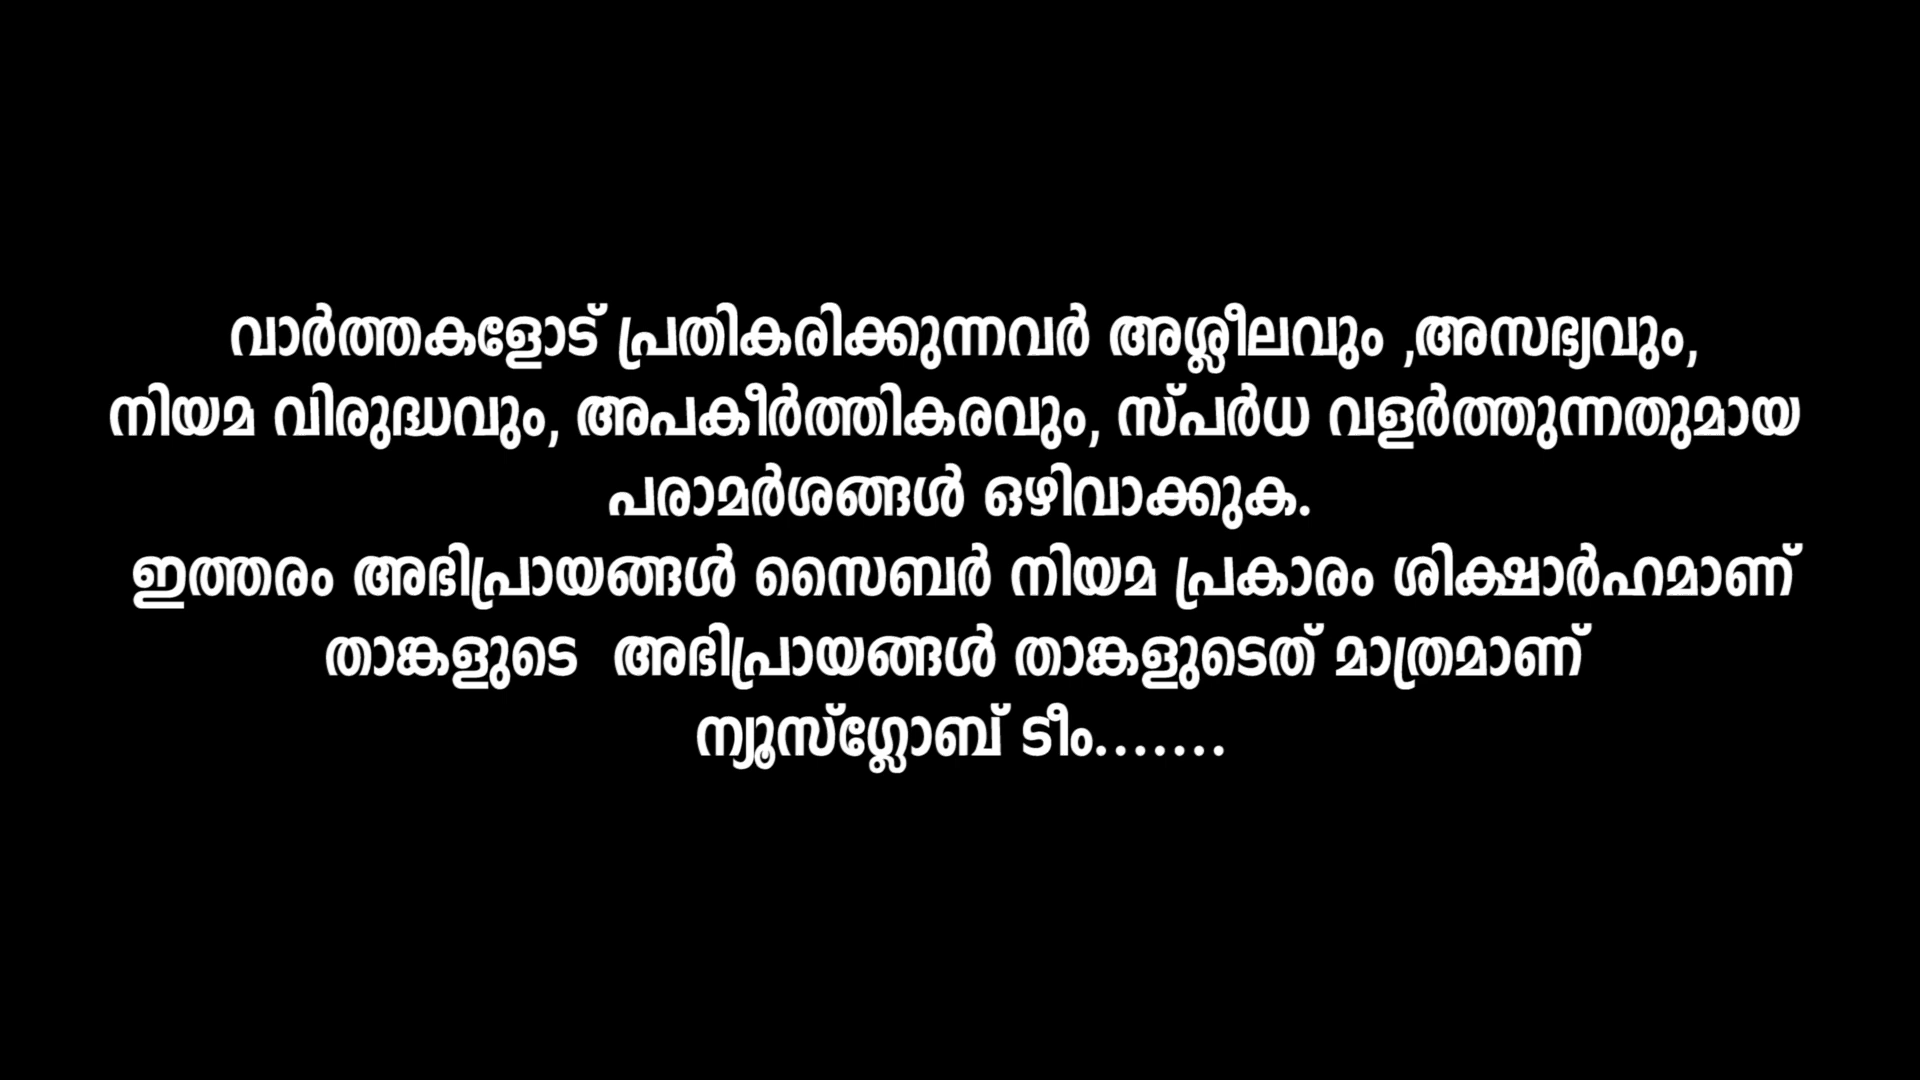 വാർത്തകളോട് പ്രതികരിക്കുന്നവർ അശ്ലീലവും ,അസഭ്യവും,
നിയമ വിരുദ്ധവും, അപകീർത്തികരവും, സ്പർധ വളർത്തുന്നതുമായ
പരാമർശങ്ങൾ ഒഴിവാക്കുക.
ഇത്തരം അഭിപ്രായങ്ങൾ സൈബർ നിയമ പ്രകാരം ശിക്ഷാർഹമാണ്
താങ്കളുടെ  അഭിപ്രായങ്ങൾ താങ്കളുടെത് മാത്രമാണ്
ന്യൂസ്ഗ്ലോബ് ടീം.......